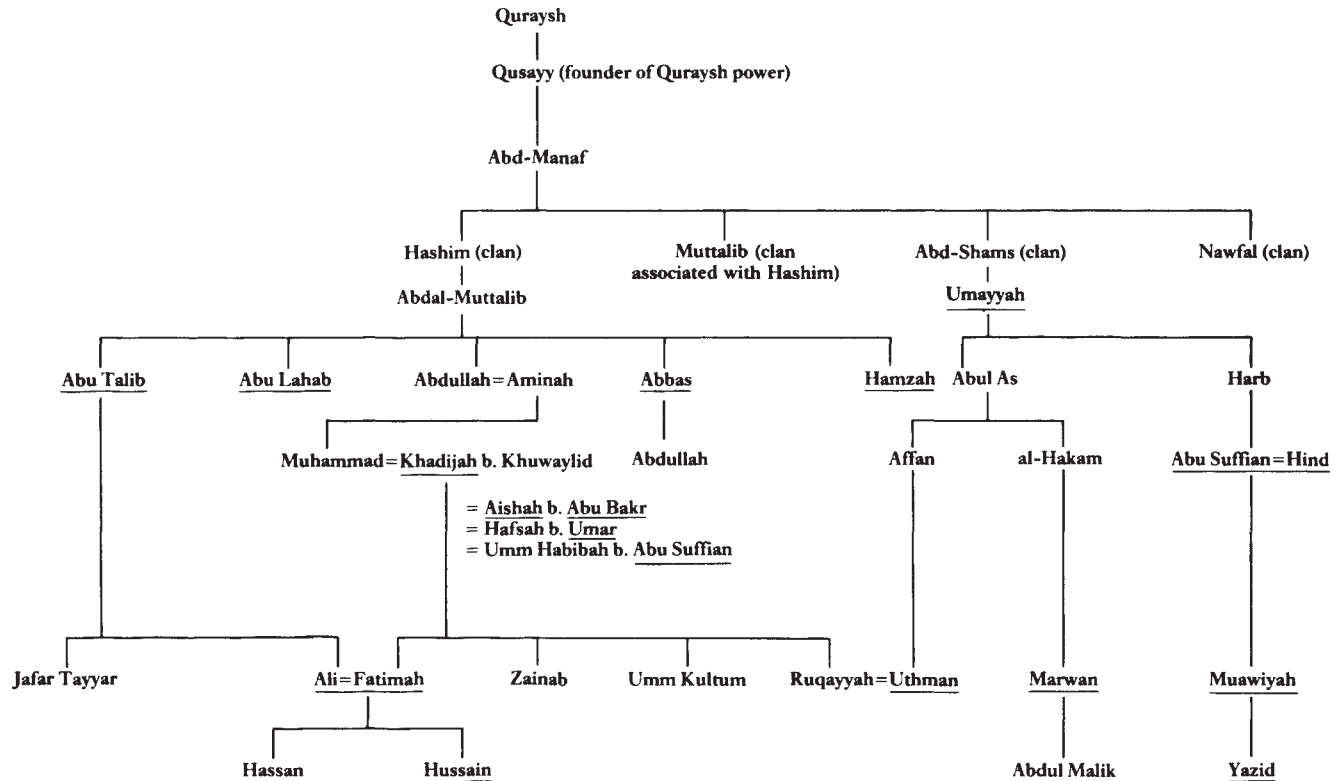 Quraysh
Qusayy (founder of Quraysh power)
Abd-Manaf
Hashim (clan)
Muttalib (clan
associated with Hashim)
Abd-Shams (clan)
Nawfal (clan)
Abdal-Muttalib
Umayyah
Abu Talib
Abu Lahab
Abdullah=Aminah
Abbas
Hamzah
Abul As
Harb
Muhammad=Khadijah b. Khuwaylid
Abdullah
Affan
al-Hakam
Abu Suffian=Hind
= Aishah b. Abu Bakr
= Hafsah b. Umar
= Umm Habibah b. Abu Suffian
Jafar Tayyar
Ali=Fatimah
Zainab
Umm Kultum
Ruqayyah=Uthman
Marwan
Muawiyah
Hassan
Hussain
Abdul Malik
Yazid